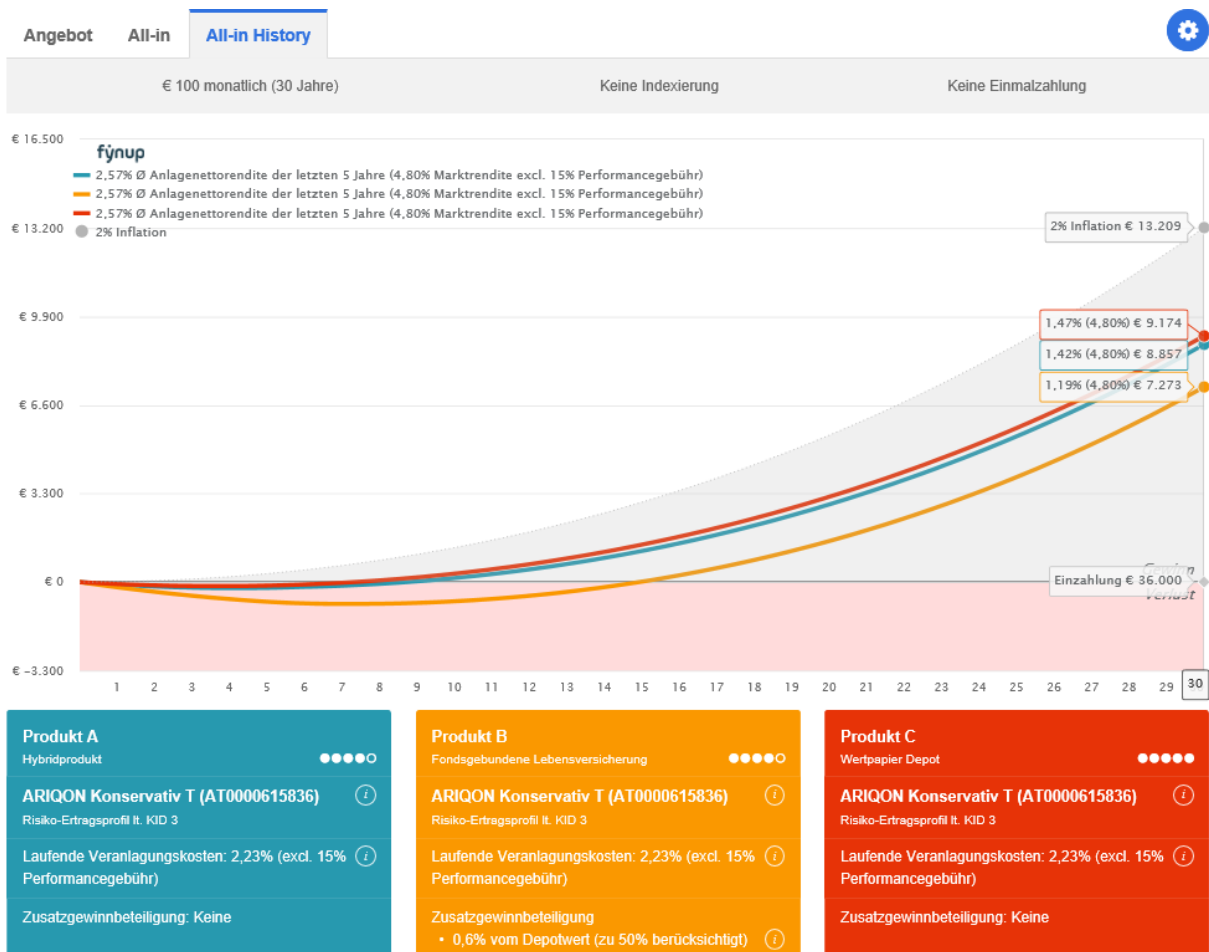 Angebot All-in All-in History
€ 100 monatlich (30 Jahre) Keine Indexierung Keine Einmalzahlung
€ 16.500
fynup
2,57% Ø Anlagenettorendite der letzten 5 Jahre (4,80% Marktrendite excl. 15% Performancegebühr)
2,57% Ø Anlagenettorendite der letzten 5 Jahre (4,80% Marktrendite excl. 15% Performancegebühr)
2,57% Ø Anlagenettorendite der letzten 5 Jahre (4,80% Marktrendite excl. 15% Performancegebühr)
€ 13.200
2% Inflation
2% Inflation € 13.209
€ 9.900
1,47% (4,80%) € 9.174
1,42% (4,80%) € 8.857
1,19% (4,80%) € 7.273
€ 6.600
€ 3.300
€ 0
Gewinn
Einzahlung € 36.000
Verlust
€ -3.300
1 2 3 4 5 6 7 8 9 10 11 12 13 14 15 16 17 18 19 20 21 22 23 24 25 26 27 28 29 30
Produkt A
Hybridprodukt
ARIQON Konservativ T (AT0000615836)
Risiko-Ertragsprofil lt. KID 3
Laufende Veranlagungskosten: 2,23% (excl. 15%
Performancegebühr)
Zusatzgewinnbeteiligung: Keine
Produkt B
Fondsgebundene Lebensversicherung
ARIQON Konservativ T (AT0000615836)
Risiko-Ertragsprofil lt. KID 3
Laufende Veranlagungskosten: 2,23% (excl. 15%
Performancegebühr)
Zusatzgewinnbeteiligung
• 0,6% vom Depotwert (zu 50% berücksichtigt)
Produkt C
Wertpapier Depot
ARIQON Konservativ T (AT0000615836)
Risiko-Ertragsprofil lt. KID 3
Laufende Veranlagungskosten: 2,23% (excl. 15%
Performancegebühr)
Zusatzgewinnbeteiligung: Keine